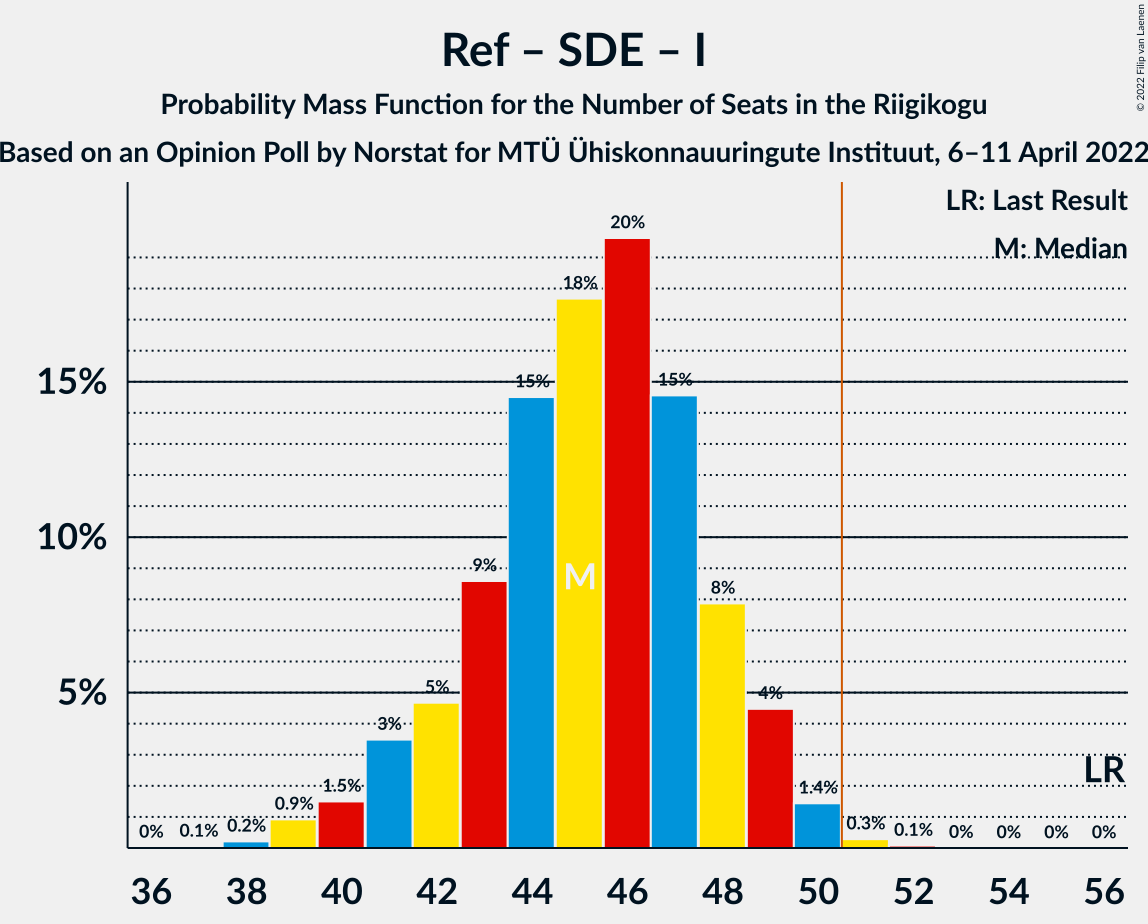 Ref – SDE – I
Probability Mass Function for the Number of Seats in the Riigikogu
Based on an Opinion Poll by Norstat for MTÜ Ühiskonnauuringute Instituut, 6–11 April 2022
© 2022 Filip van Laenen
LR: Last Result
M: Median
15%
10%
5%
0% 0.1% 0.2% 0.9% 1.5% 3% 5% 9% 15% 18% 20% 15% 8% 4% 1.4% 0.3% 0.1% 0% 0% 0% 0%
M
LR
36 38 40 42 44 46 48 50 52 54 56